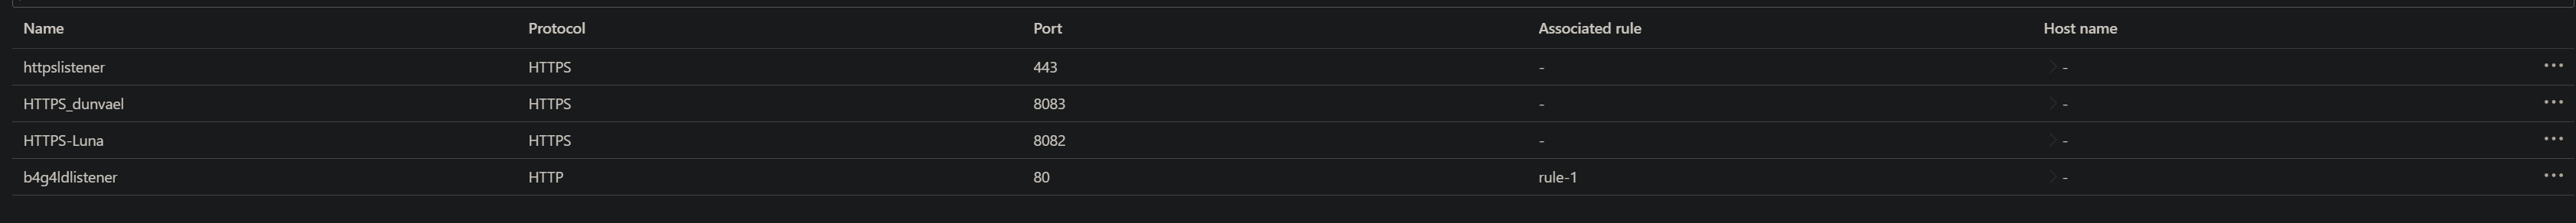 Name Protocol Port Associated rule Host name
httpslistener HTTPS 443 - -
HTTPS_dunvael HTTPS 8083 - -
HTTPS-Luna HTTPS 8082 - -
b4g4ldlistener HTTP 80 rule-1 -